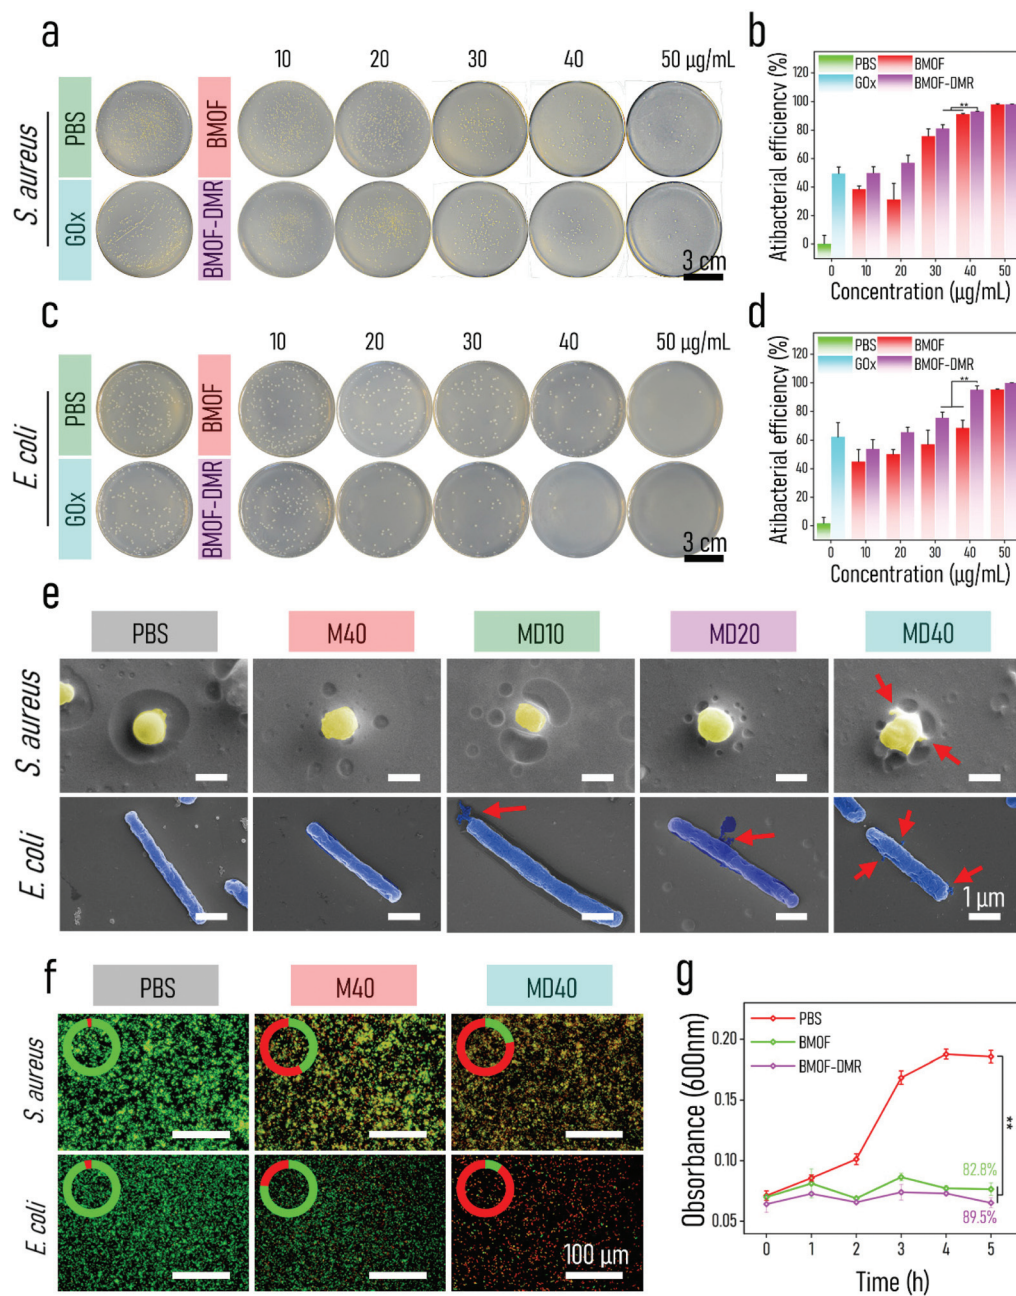 a
10 20 30 40 50 μg/mL
S. aureus
PBS
BMOF
GOx
BMOF-DMR
3 cm
b
Atibacterial efficiency (%)
PBS BMOF
GOx BMOF-DMR
120
100
80
60
40
20
0
**
0 10 20 30 40 50
Concentration (μg/mL)
c
10 20 30 40 50 μg/mL
E. coli
PBS
BMOF
GOx
BMOF-DMR
3 cm
d
Atibacterial efficiency (%)
PBS BMOF
GOx BMOF-DMR
120
100
80
60
40
20
0
**
0 10 20 30 40 50
Concentration (μg/mL)
e
PBS M40 MD10 MD20 MD40
S. aureus
E. coli
1 μm
f
PBS M40 MD40
S. aureus
E. coli
100 μm
g
Obsorbance (600nm)
PBS
BMOF
BMOF-DMR
0.20
0.15
0.10
0.05
82.8%
89.5%
**
0 1 2 3 4 5
Time (h)